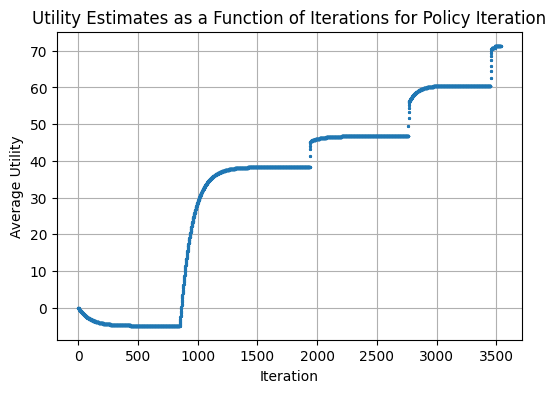 Utility Estimates as a Function of Iterations for Policy Iteration
70
60
50
40
30
20
10
0
Average Utility
0 500 1000 1500 2000 2500 3000 3500
Iteration